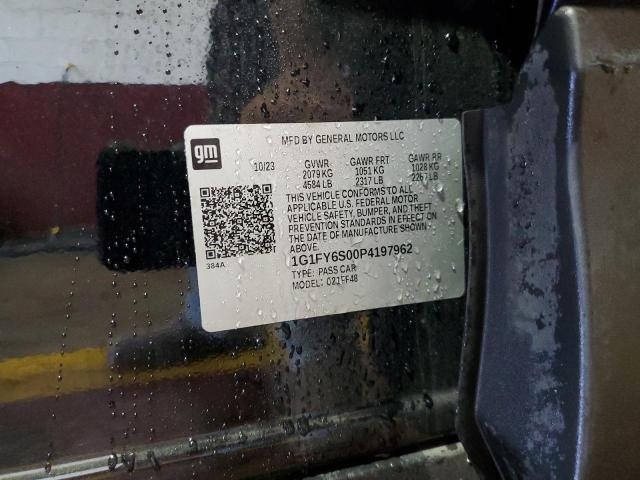 gm
MFD BY GENERAL MOTORS LLC
10/23 GVWR GAWR FRT GAWR RR
2079 KG 1051 KG 1028 KG
4584 LB 2317 LB 2267 LB
THIS VEHICLE CONFORMS TO ALL
APPLICABLE U.S. FEDERAL MOTOR
VEHICLE SAFETY, BUMPER, AND THEFT
PREVENTION STANDARDS IN EFFECT ON
THE DATE OF MANUFACTURE SHOWN
ABOVE.
384A
1G1FY6S00P4197962
TYPE: PASS CAR
MODEL: 021FF48